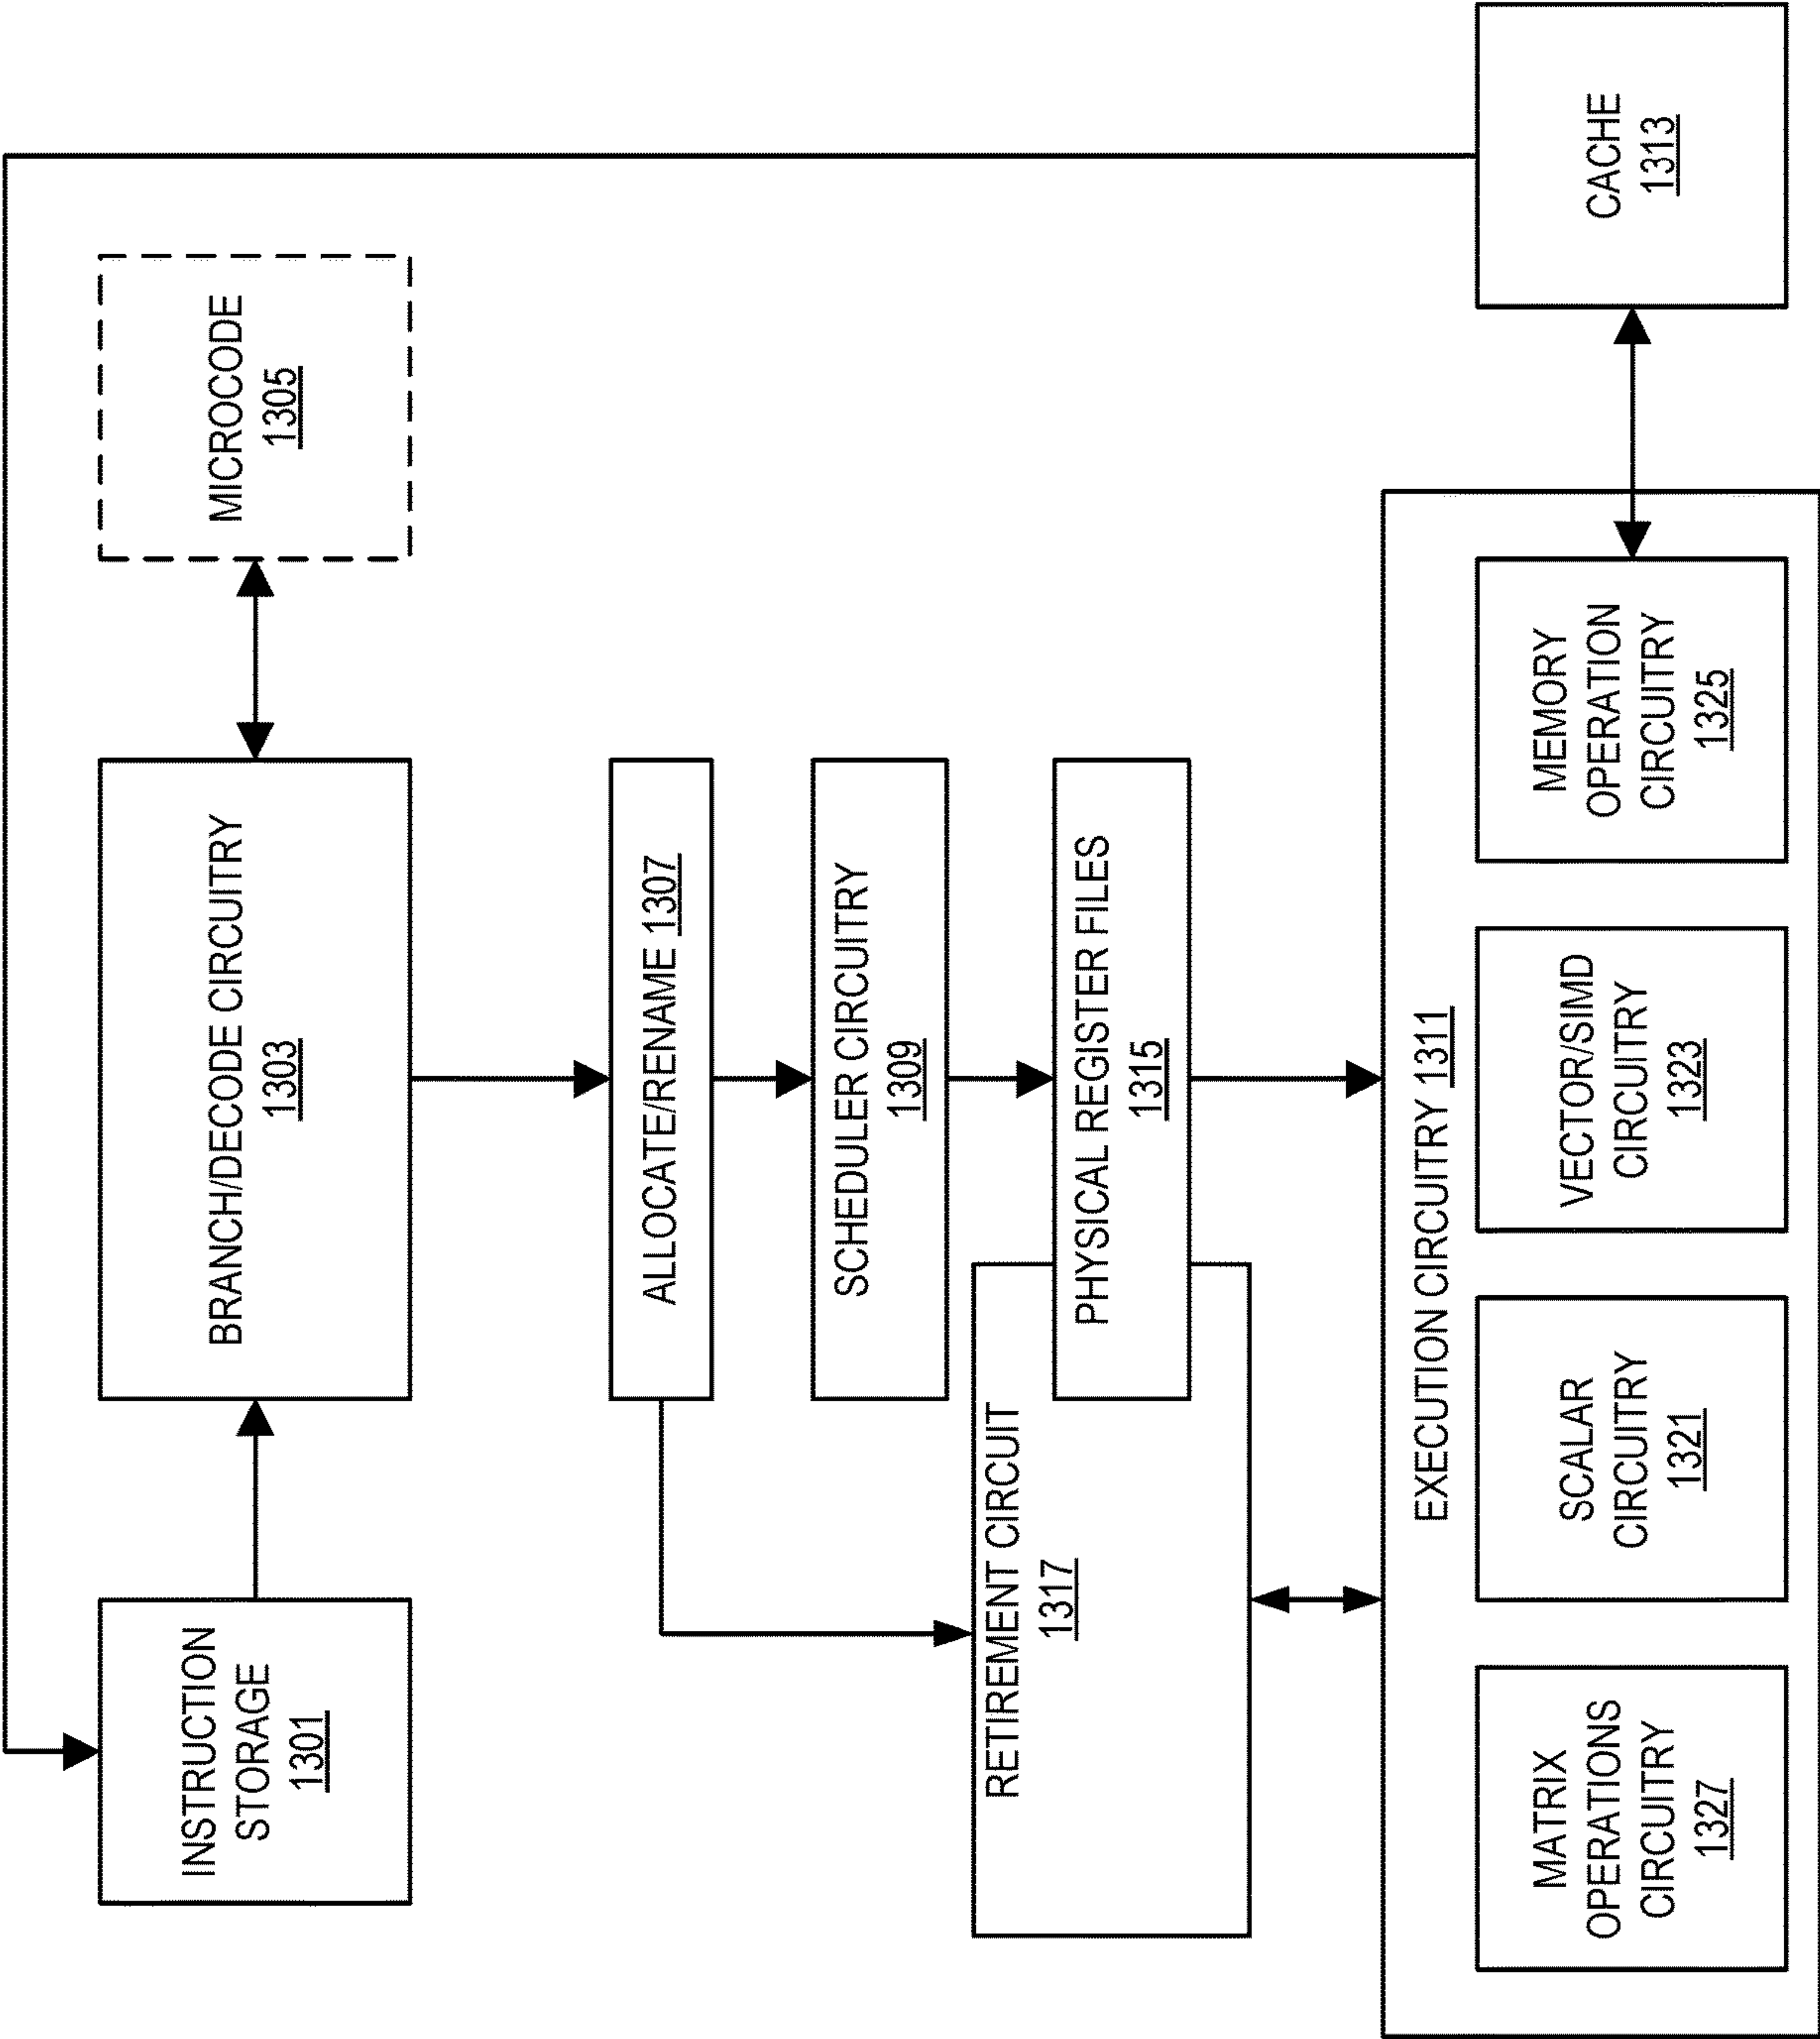 INSTRUCTION
STORAGE
1301
BRANCH/DECODE CIRCUITRY
1303
MICROCODE
1305
ALLOCATE/RENAME 1307
SCHEDULER CIRCUITRY
1309
RETIREMENT CIRCUIT
1317
PHYSICAL REGISTER FILES
1315
EXECUTION CIRCUITRY 1311
MATRIX
OPERATIONS
CIRCUITRY
1327
SCALAR
CIRCUITRY
1321
VECTOR/SIMD
CIRCUITRY
1323
MEMORY
OPERATION
CIRCUITRY
1325
CACHE
1313